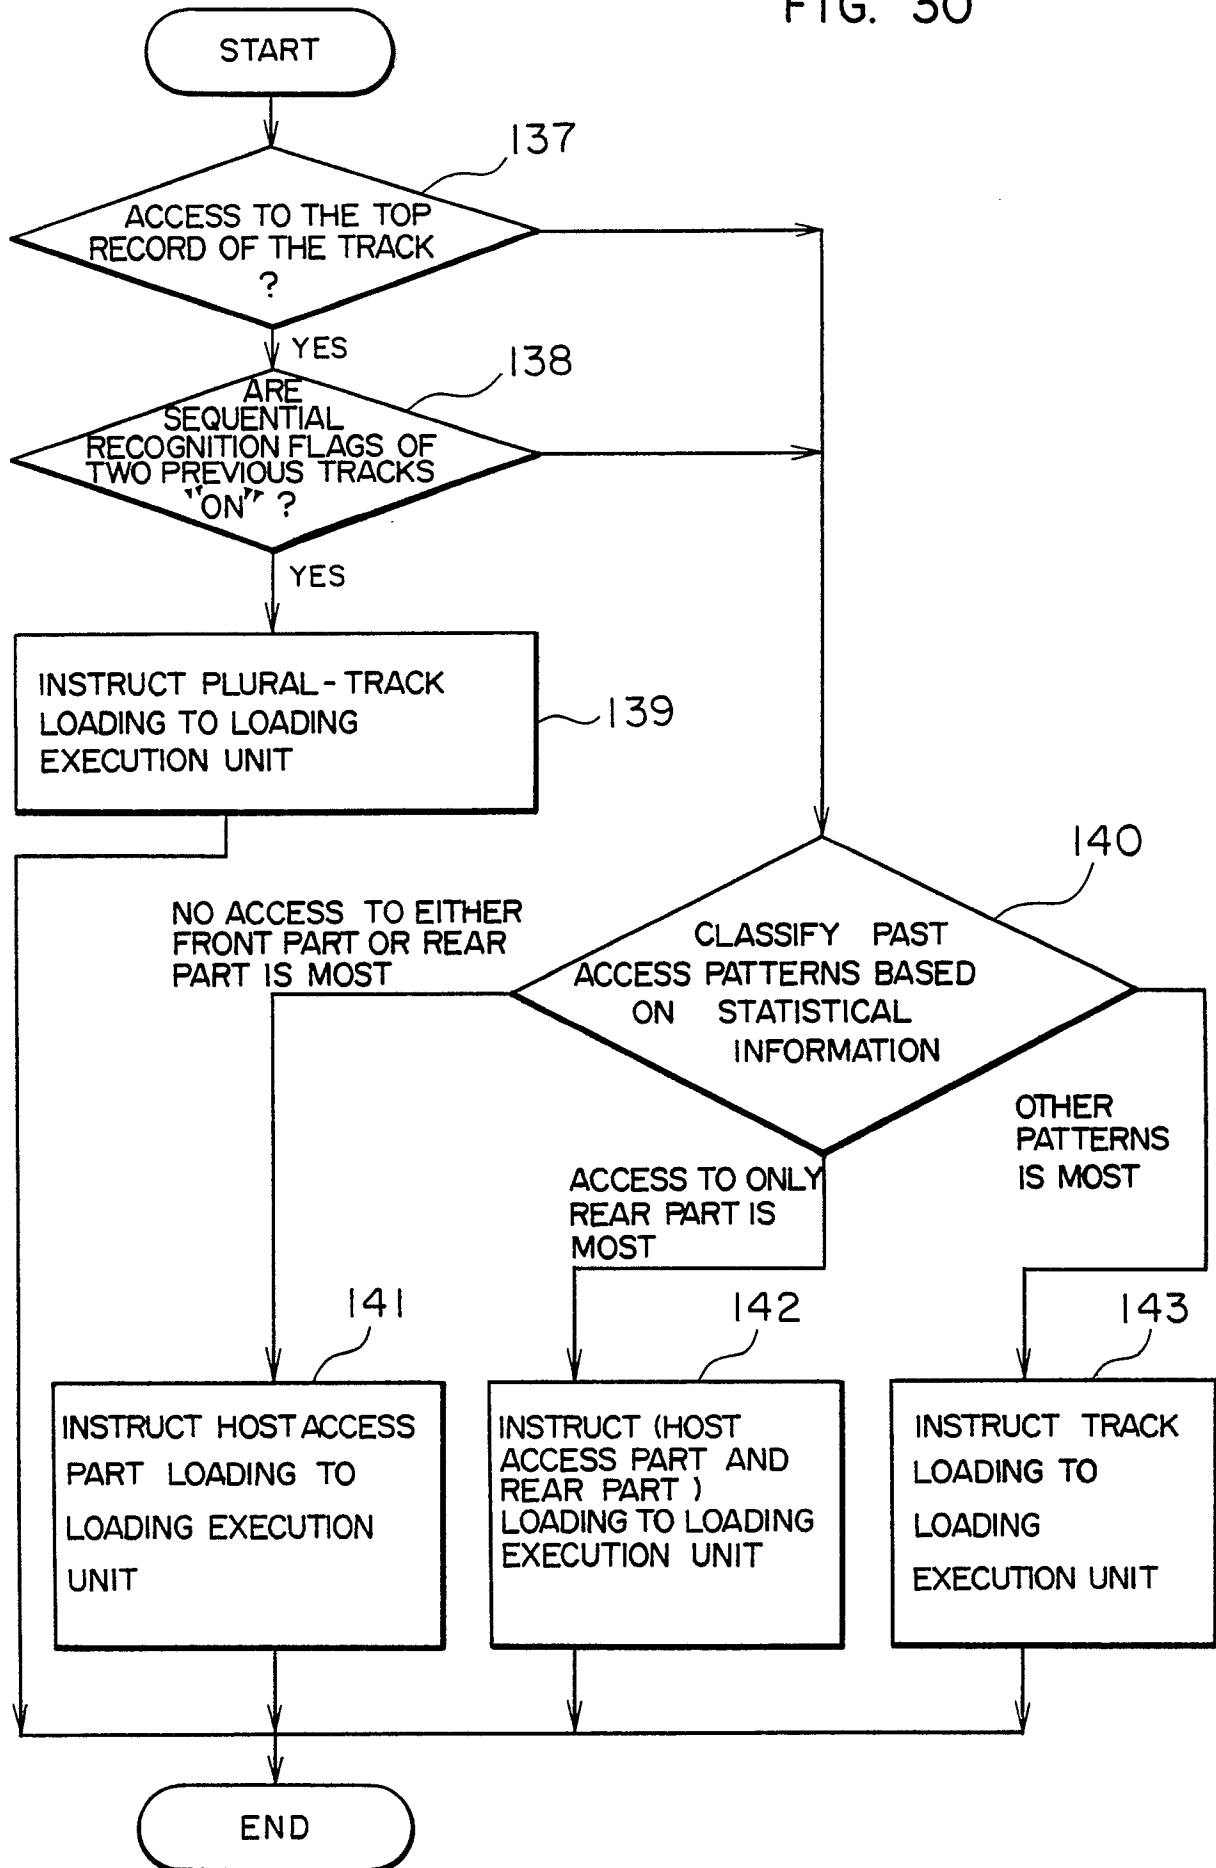 FIG. 30
START
137
ACCESS TO THE TOP
RECORD OF THE TRACK
?
YES
138
ARE
SEQUENTIAL
RECOGNITION FLAGS OF
TWO PREVIOUS TRACKS
"ON" ?
YES
INSTRUCT PLURAL-TRACK
LOADING TO LOADING
EXECUTION UNIT
139
140
NO ACCESS TO EITHER
FRONT PART OR REAR
PART IS MOST
CLASSIFY PAST
ACCESS PATTERNS BASED
ON STATISTICAL
INFORMATION
OTHER
PATTERNS
IS MOST
ACCESS TO ONLY
REAR PART IS
MOST
141
142
143
INSTRUCT HOST ACCESS
PART LOADING TO
LOADING EXECUTION
UNIT
INSTRUCT (HOST
ACCESS PART AND
REAR PART )
LOADING TO LOADING
EXECUTION UNIT
INSTRUCT TRACK
LOADING TO
LOADING
EXECUTION UNIT
END